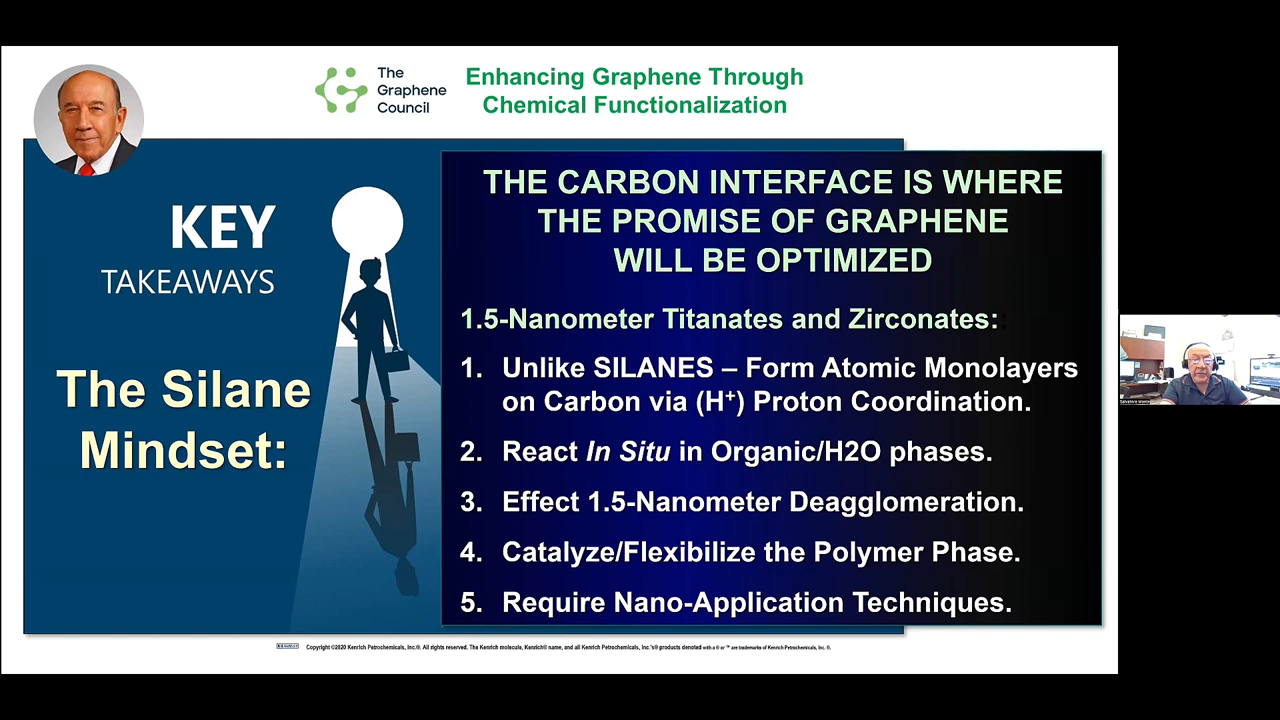 The
Graphene
Council
Enhancing Graphene Through
Chemical Functionalization
KEY
TAKEAWAYS
The Silane
Mindset:
THE CARBON INTERFACE IS WHERE
THE PROMISE OF GRAPHENE
WILL BE OPTIMIZED
1.5-Nanometer Titanates and Zirconates:
1. Unlike SILANES – Form Atomic Monolayers
on Carbon via (H⁺) Proton Coordination.
2. React In Situ in Organic/H2O phases.
3. Effect 1.5-Nanometer Deagglomeration.
4. Catalyze/Flexibilize the Polymer Phase.
5. Require Nano-Application Techniques.
Copyright ©2020 Kenrich Petrochemicals, Inc.®. All rights reserved. The Kenrich molecule, Kenrich® name, and all Kenrich Petrochemicals, Inc.'s® products denoted with a ® or ™ are trademarks of Kenrich Petrochemicals, Inc. ®.
Salvatore Monte